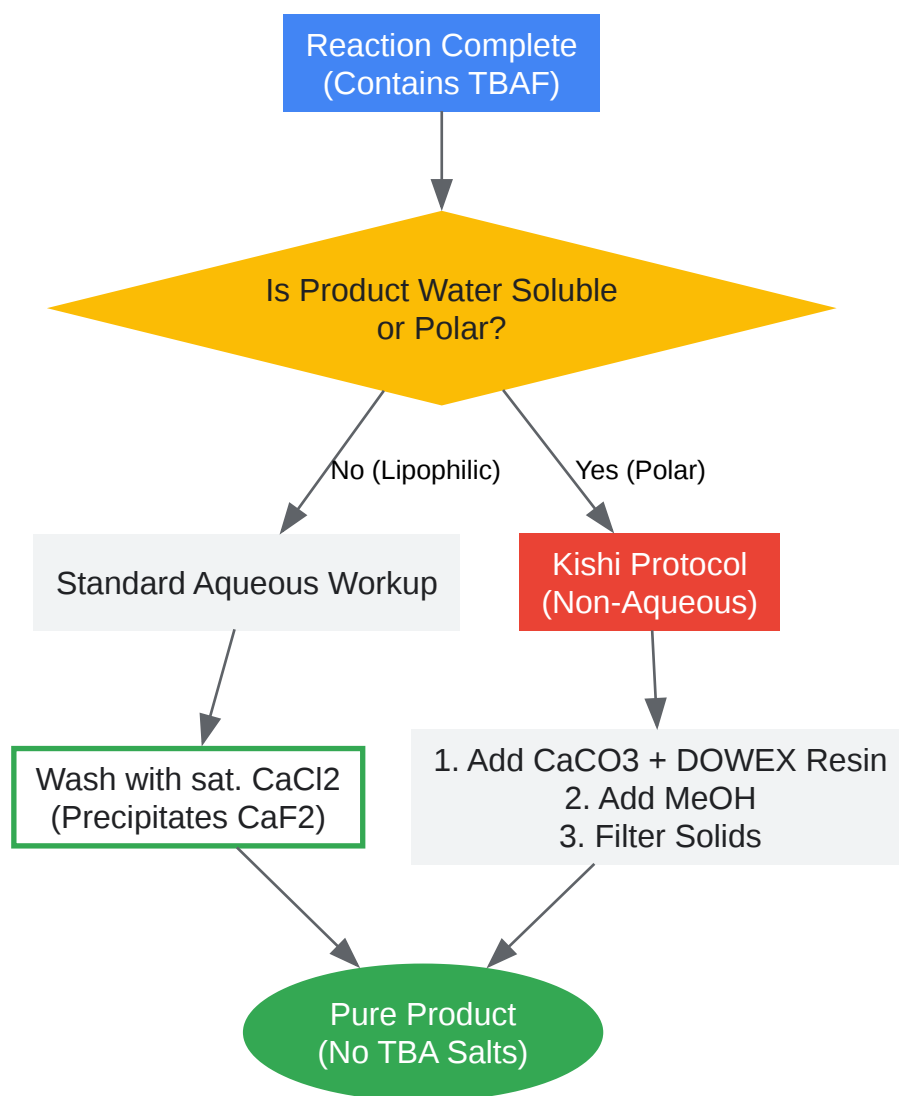 Reaction Complete
(Contains TBAF)
Is Product Water Soluble
or Polar?
No (Lipophilic)
Yes (Polar)
Standard Aqueous Workup
Kishi Protocol
(Non-Aqueous)
Wash with sat. CaCl2
(Precipitates CaF2)
1. Add CaCO3 + DOWEX Resin
2. Add MeOH
3. Filter Solids
Pure Product
(No TBA Salts)